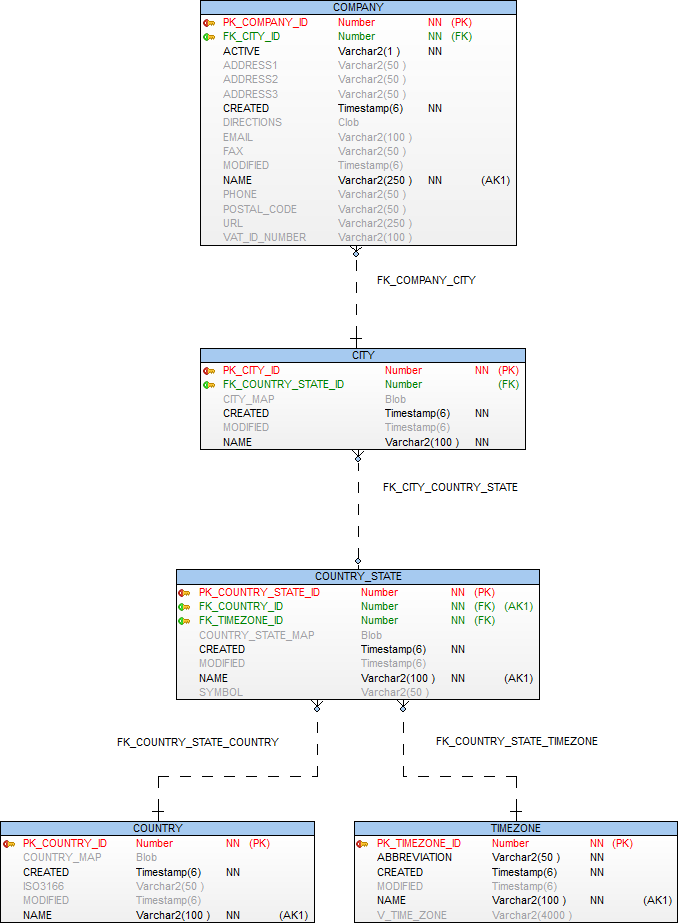 COMPANY
PK_COMPANY_ID Number NN (PK)
FK_CITY_ID Number NN (FK)
ACTIVE Varchar2(1 ) NN
ADDRESS1 Varchar2(50 )
ADDRESS2 Varchar2(50 )
ADDRESS3 Varchar2(50 )
CREATED Timestamp(6) NN
DIRECTIONS Clob
EMAIL Varchar2(100 )
FAX Varchar2(50 )
MODIFIED Timestamp(6)
NAME Varchar2(250 ) NN (AK1)
PHONE Varchar2(50 )
POSTAL_CODE Varchar2(50 )
URL Varchar2(250 )
VAT_ID_NUMBER Varchar2(100 )
FK_COMPANY_CITY
CITY
PK_CITY_ID Number NN (PK)
FK_COUNTRY_STATE_ID Number (FK)
CITY_MAP Blob
CREATED Timestamp(6) NN
MODIFIED Timestamp(6)
NAME Varchar2(100 ) NN
FK_CITY_COUNTRY_STATE
COUNTRY_STATE
PK_COUNTRY_STATE_ID Number NN (PK)
FK_COUNTRY_ID Number NN (FK) (AK1)
FK_TIMEZONE_ID Number NN (FK)
COUNTRY_STATE_MAP Blob
CREATED Timestamp(6) NN
MODIFIED Timestamp(6)
NAME Varchar2(100 ) NN (AK1)
SYMBOL Varchar2(50 )
FK_COUNTRY_STATE_COUNTRY
FK_COUNTRY_STATE_TIMEZONE
COUNTRY
PK_COUNTRY_ID Number NN (PK)
COUNTRY_MAP Blob
CREATED Timestamp(6) NN
ISO3166 Varchar2(50 )
MODIFIED Timestamp(6)
NAME Varchar2(100 ) NN (AK1)
TIMEZONE
PK_TIMEZONE_ID Number NN (PK)
ABBREVIATION Varchar2(50 ) NN
CREATED Timestamp(6) NN
MODIFIED Timestamp(6)
NAME Varchar2(100 ) NN (AK1)
V_TIME_ZONE Varchar2(4000 )